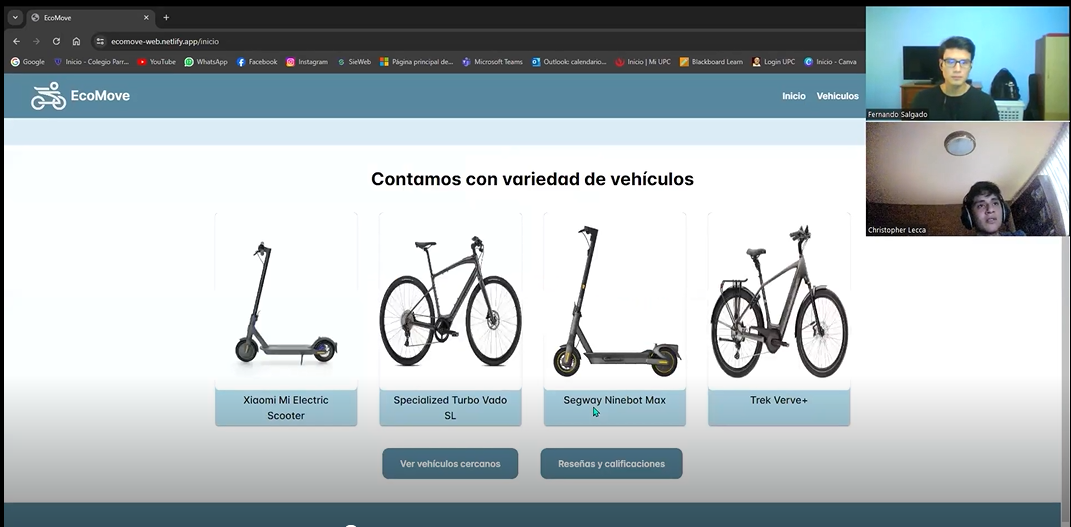 EcoMove
ecomove-web.netlify.app/inicio
Google
Inicio - Colegio Parr...
YouTube
WhatsApp
Facebook
Instagram
SieWeb
Página principal de...
Microsoft Teams
Outlook: calendario...
Inicio | Mi UPC
Blackboard Learn
Login UPC
Inicio - Canva
EcoMove
Inicio
Vehículos
Fernando Salgado
Christopher Lecca
Contamos con variedad de vehículos
Xiaomi Mi Electric
Scooter
Specialized Turbo Vado
SL
Segway Ninebot Max
Trek Verve+
Ver vehículos cercanos
Reseñas y calificaciones